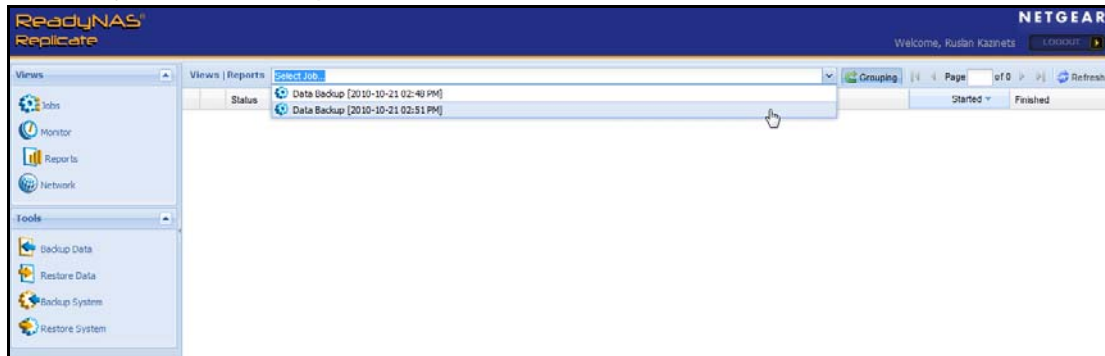 ReadyNAS®
Replicate
NETGEAR
Welcome, Ruslan Kazinets LOGOUT
Views
Jobs
Monitor
Reports
Network
Tools
Backup Data
Restore Data
Backup System
Restore System
Views | Reports Select Job... Grouping Page of 0 Refresh
Status Started Finished
Data Backup [2010-10-21 02:48 PM]
Data Backup [2010-10-21 02:51 PM]